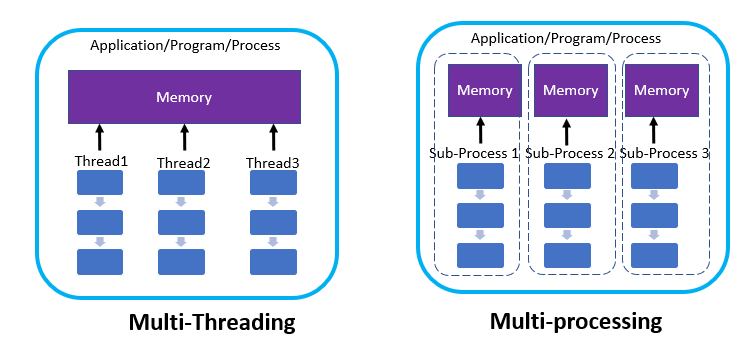 Application/Program/Process
Memory
Thread1
Thread2
Thread3
Multi-Threading
Application/Program/Process
Memory
Memory
Memory
Sub-Process 1
Sub-Process 2
Sub-Process 3
Multi-processing